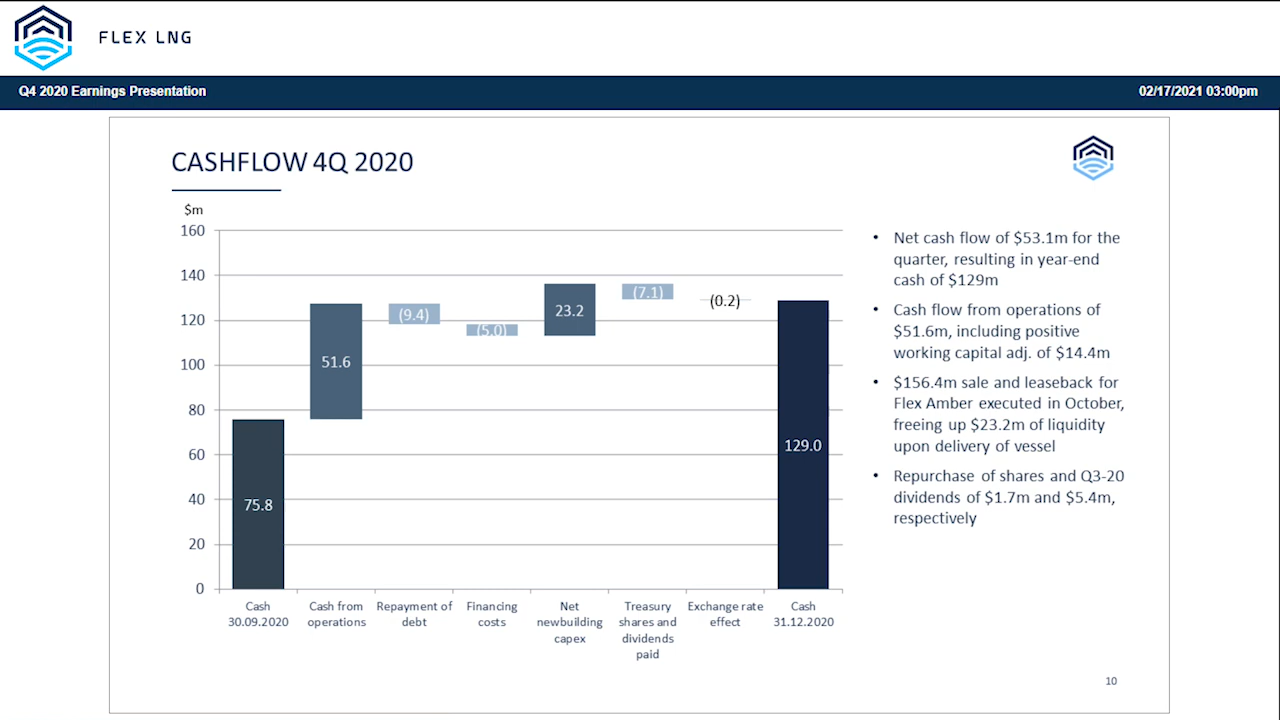 FLEX LNG
Q4 2020 Earnings Presentation
02/17/2021 03:00pm
CASHFLOW 4Q 2020
$m
160
140
120
100
80
60
40
20
0
75.8
51.6
(9.4)
(5.0)
23.2
(7.1)
(0.2)
129.0
Cash
30.09.2020
Cash from
operations
Repayment of
debt
Financing
costs
Net
newbuilding
capex
Treasury
shares and
dividends
paid
Exchange rate
effect
Cash
31.12.2020
• Net cash flow of $53.1m for the
quarter, resulting in year-end
cash of $129m
• Cash flow from operations of
$51.6m, including positive
working capital adj. of $14.4m
• $156.4m sale and leaseback for
Flex Amber executed in October,
freeing up $23.2m of liquidity
upon delivery of vessel
• Repurchase of shares and Q3-20
dividends of $1.7m and $5.4m,
respectively
10